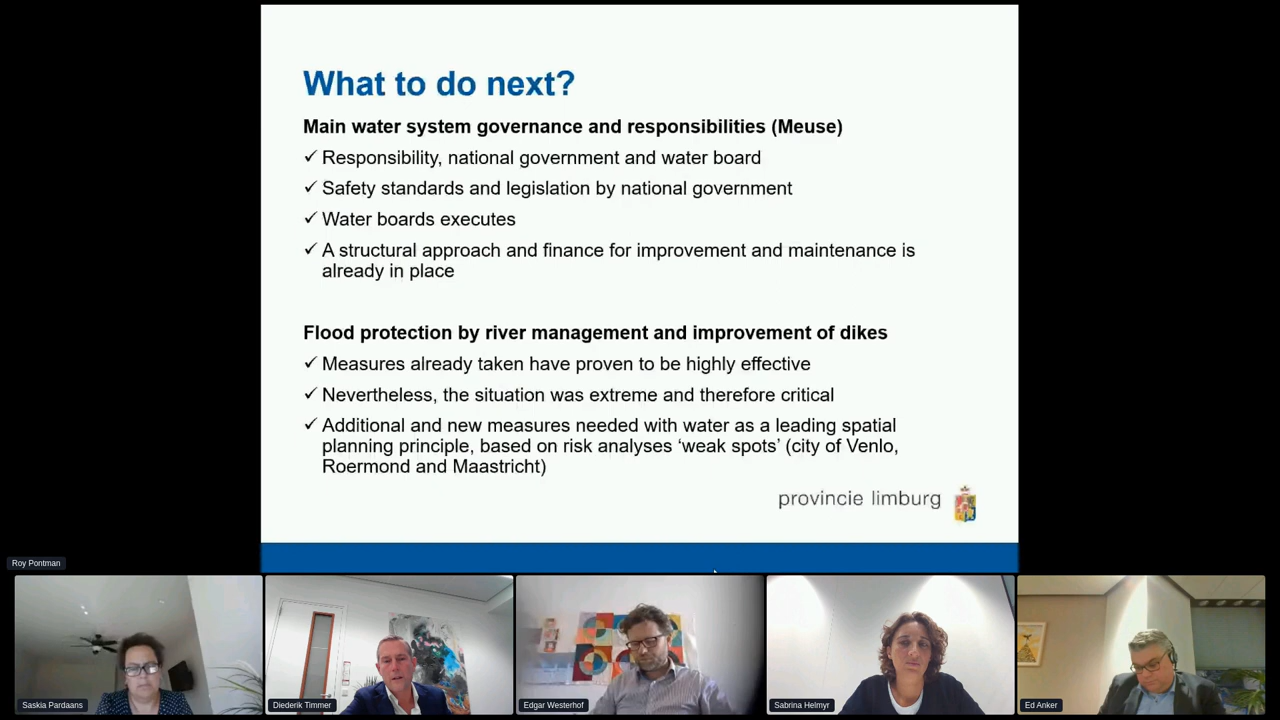 What to do next?
Main water system governance and responsibilities (Meuse)
✓ Responsibility, national government and water board
✓ Safety standards and legislation by national government
✓ Water boards executes
✓ A structural approach and finance for improvement and maintenance is
already in place
Flood protection by river management and improvement of dikes
✓ Measures already taken have proven to be highly effective
✓ Nevertheless, the situation was extreme and therefore critical
✓ Additional and new measures needed with water as a leading spatial
planning principle, based on risk analyses ‘weak spots’ (city of Venlo,
Roermond and Maastricht)
provincie limburg
Roy Pontman
Saskia Pardaans
Diederik Timmer
Edgar Westerhof
Sabrina Helmyr
Ed Anker